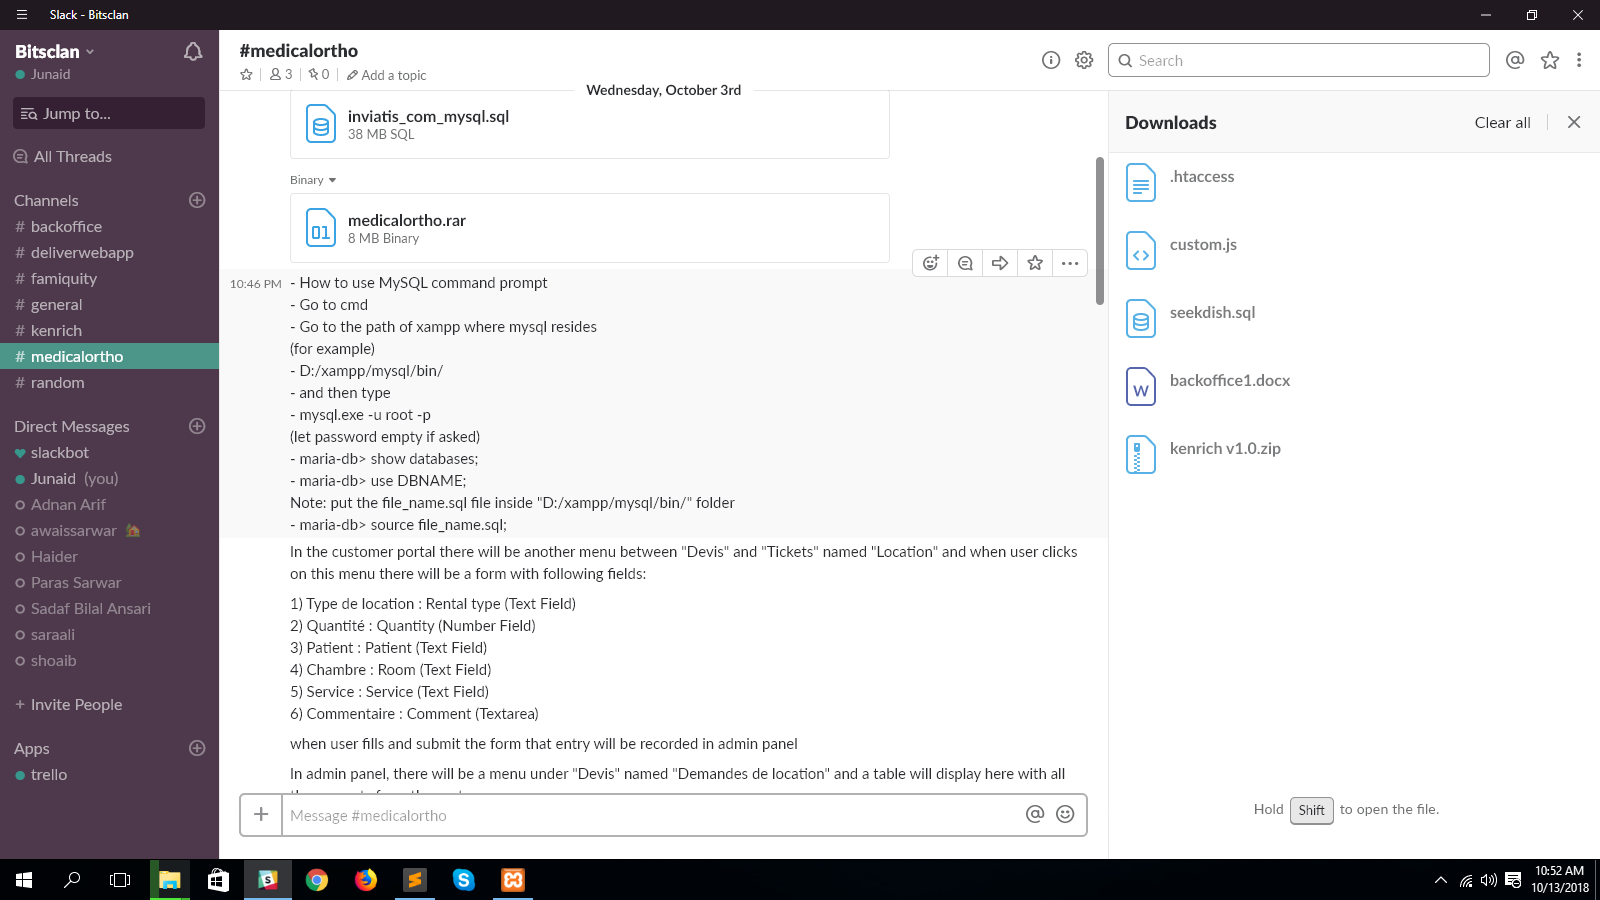 Slack - Bitsclan
Bitsclan
Junaid
Jump to...
All Threads
Channels
# backoffice
# deliverwebapp
# famiquity
# general
# kenrich
# medicalortho
# random
Direct Messages
slackbot
Junaid (you)
Adnan Arif
awaissarwar
Haider
Paras Sarwar
Sadaf Bilal Ansari
saraali
shoaib
+ Invite People
Apps
trello
#medicalortho
3
0
Add a topic
Search
Wednesday, October 3rd
inviatis_com_mysql.sql
38 MB SQL
Binary
01
medicalortho.rar
8 MB Binary
10:46 PM
- How to use MySQL command prompt
- Go to cmd
- Go to the path of xampp where mysql resides
(for example)
- D:/xampp/mysql/bin/
- and then type
- mysql.exe -u root -p
(let password empty if asked)
- maria-db> show databases;
- maria-db> use DBNAME;
Note: put the file_name.sql file inside "D:/xampp/mysql/bin/" folder
- maria-db> source file_name.sql;
In the customer portal there will be another menu between "Devis" and "Tickets" named "Location" and when user clicks
on this menu there will be a form with following fields:
1) Type de location : Rental type (Text Field)
2) Quantité : Quantity (Number Field)
3) Patient : Patient (Text Field)
4) Chambre : Room (Text Field)
5) Service : Service (Text Field)
6) Commentaire : Comment (Textarea)
when user fills and submit the form that entry will be recorded in admin panel
In admin panel, there will be a menu under "Devis" named "Demandes de location" and a table will display here with all
Message #medicalortho
Downloads
Clear all
.htaccess
custom.js
seekdish.sql
W
backoffice1.docx
kenrich v1.0.zip
Hold Shift to open the file.
10:52 AM
10/13/2018